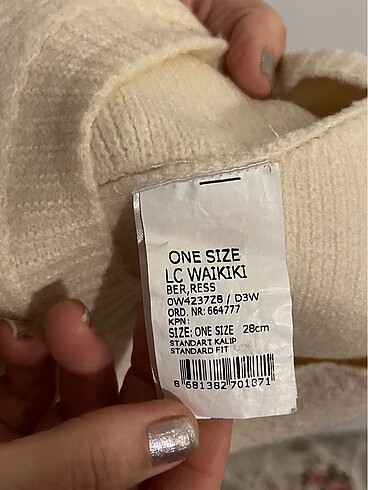 ONE SIZE
LC WAIKIKI
BER,RESS
0W4237Z8 / D3W
ORD. NR: 664777
KPN:
SIZE: ONE SIZE 28cm
STANDART KALIP
STANDARD FIT
8 681382 701871